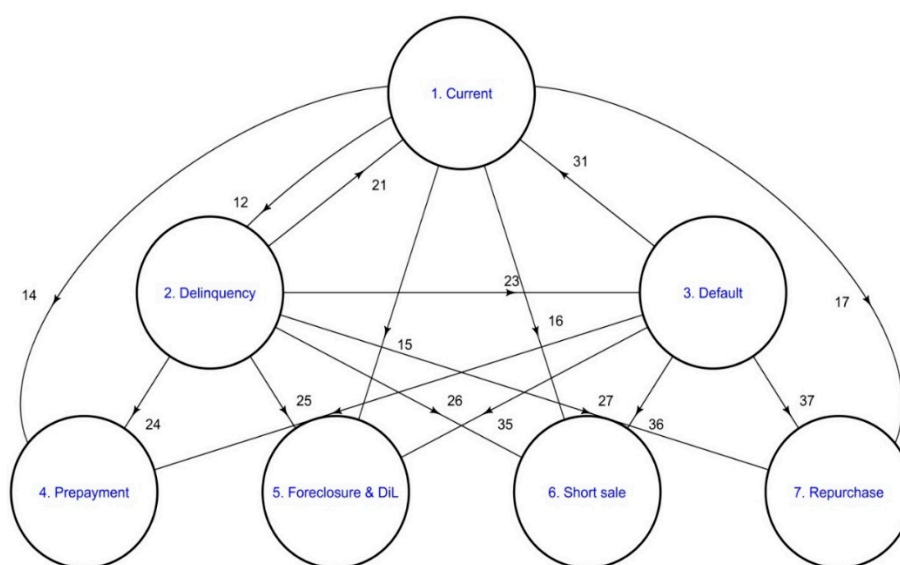 1. Current
31
12
21
2. Delinquency
23
3. Default
14
17
16
15
25
26
27
37
24
35
36
4. Prepayment
5. Foreclosure & DiL
6. Short sale
7. Repurchase